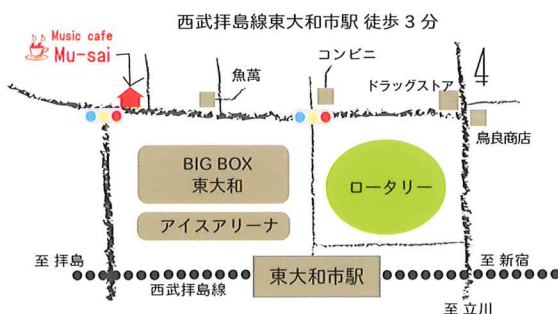 西武拝島線東大和市駅 徒歩 3 分
Music cafe
Mu-sai
魚萬
コンビニ
ドラッグストア
4
鳥良商店
BIG BOX
東大和
アイスアリーナ
ロータリー
至 拝島
西武拝島線
東大和市駅
至 新宿
至 立川